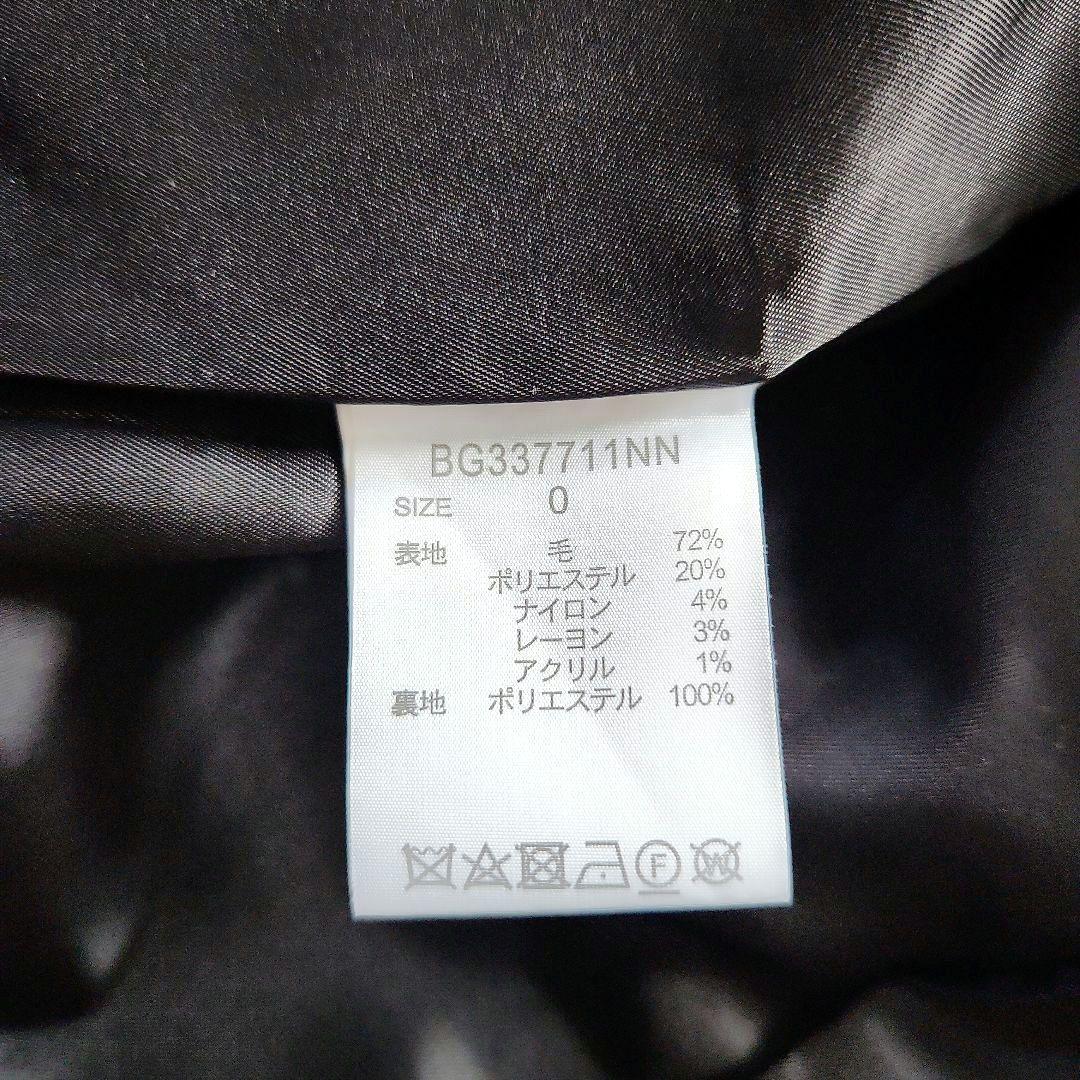 BG337711NN
SIZE 0
表地 毛 72%
ポリエステル 20%
ナイロン 4%
レーヨン 3%
アクリル 1%
裏地 ポリエステル 100%
F W